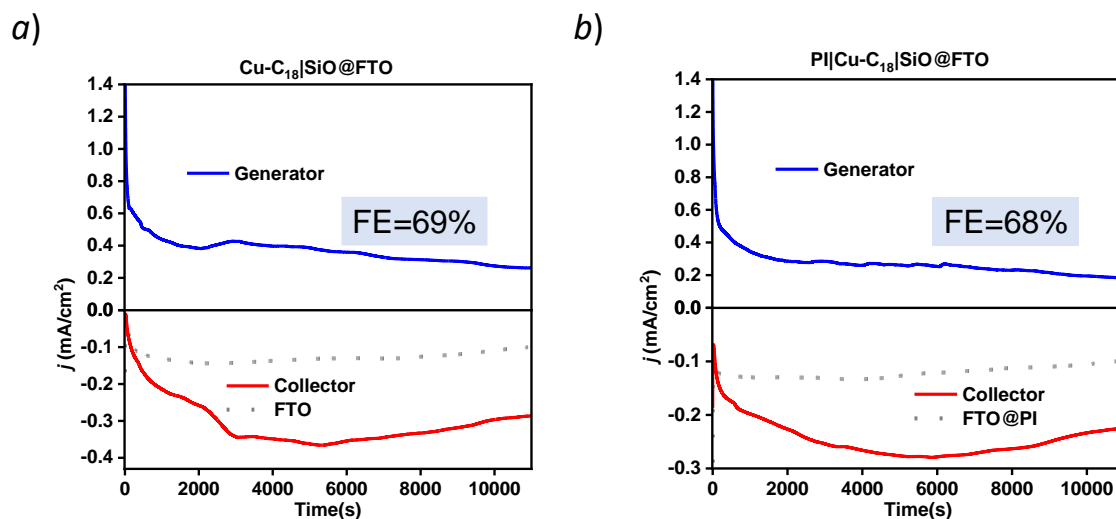 a)
Cu-C₁₈|SiO@FTO
1.4
1.2
1.0
0.8
0.6
0.4
0.2
0.0
-0.1
-0.2
-0.3
-0.4
j (mA/cm²)
Generator
FE=69%
Collector
FTO
0 2000 4000 6000 8000 10000
Time(s)
b)
PI|Cu-C₁₈|SiO@FTO
1.4
1.2
1.0
0.8
0.6
0.4
0.2
0.0
-0.1
-0.2
-0.3
j (mA/cm²)
Generator
FE=68%
Collector
FTO@PI
0 2000 4000 6000 8000 10000
Time(s)